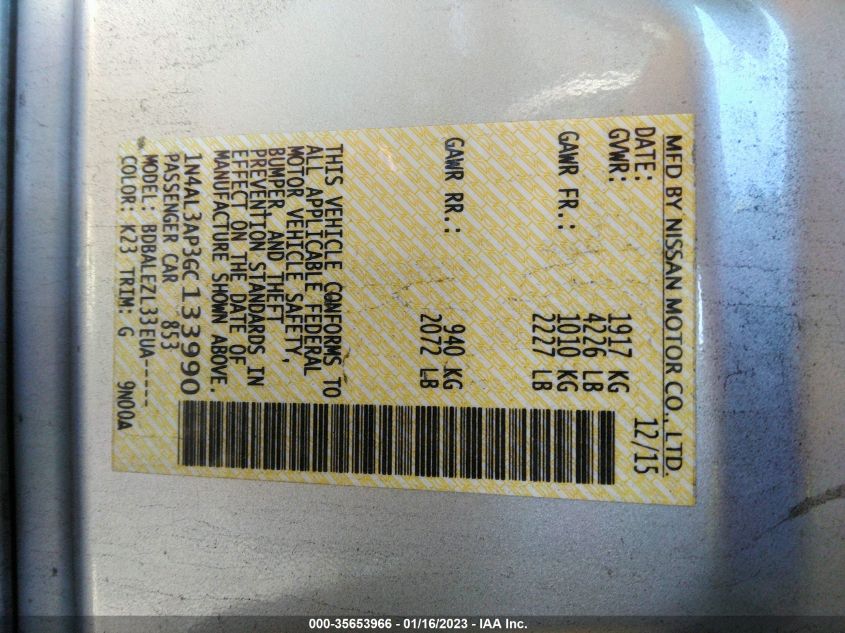 MFD BY NISSAN MOTOR CO., LTD.
DATE: 12/15
GVWR: 1917 KG
4226 LB
GAWR FR.: 1010 KG
2227 LB
GAWR RR.: 940 KG
2072 LB
THIS VEHICLE CONFORMS TO
ALL APPLICABLE FEDERAL
MOTOR VEHICLE SAFETY,
BUMPER, AND THEFT
PREVENTION STANDARDS IN
EFFECT ON THE DATE OF
MANUFACTURE SHOWN ABOVE.
1N4AL3AP3GC133990
PASSENGER CAR 853
MODEL: BDBALEZL33EUA-----
COLOR: K23 TRIM: G 9N00A
000-35653966 - 01/16/2023 - IAA Inc.